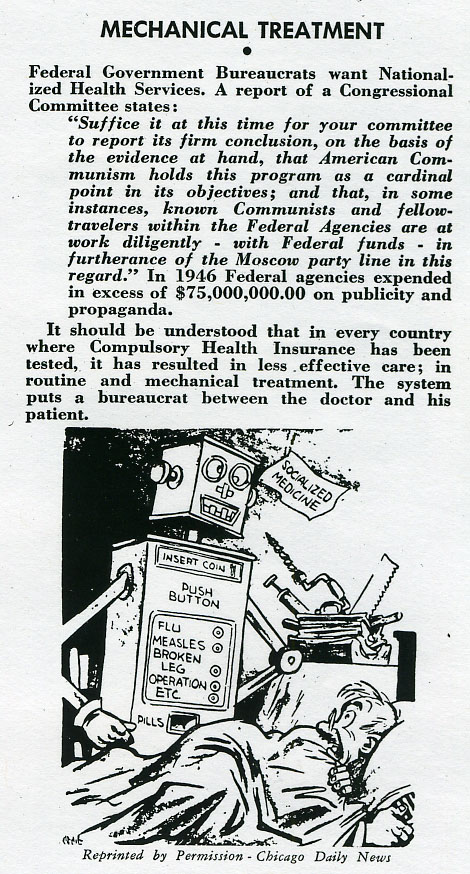 MECHANICAL TREATMENT
Federal Government Bureaucrats want National-
ized Health Services. A report of a Congressional
Committee states:
"Suffice it at this time for your committee
to report its firm conclusion, on the basis of
the evidence at hand, that American Com-
munism holds this program as a cardinal
point in its objectives; and that, in some
instances, known Communists and fellow-
travelers within the Federal Agencies are at
work diligently - with Federal funds - in
furtherance of the Moscow party line in this
regard." In 1946 Federal agencies expended
in excess of $75,000,000.00 on publicity and
propaganda.
It should be understood that in every country
where Compulsory Health Insurance has been
tested, it has resulted in less effective care; in
routine and mechanical treatment. The system
puts a bureaucrat between the doctor and his
patient.
SOCIALIZED
MEDICINE
INSERT COIN
PUSH
BUTTON
FLU
MEASLES
BROKEN
LEG
OPERATION
ETC
PILLS
Reprinted by Permission - Chicago Daily News